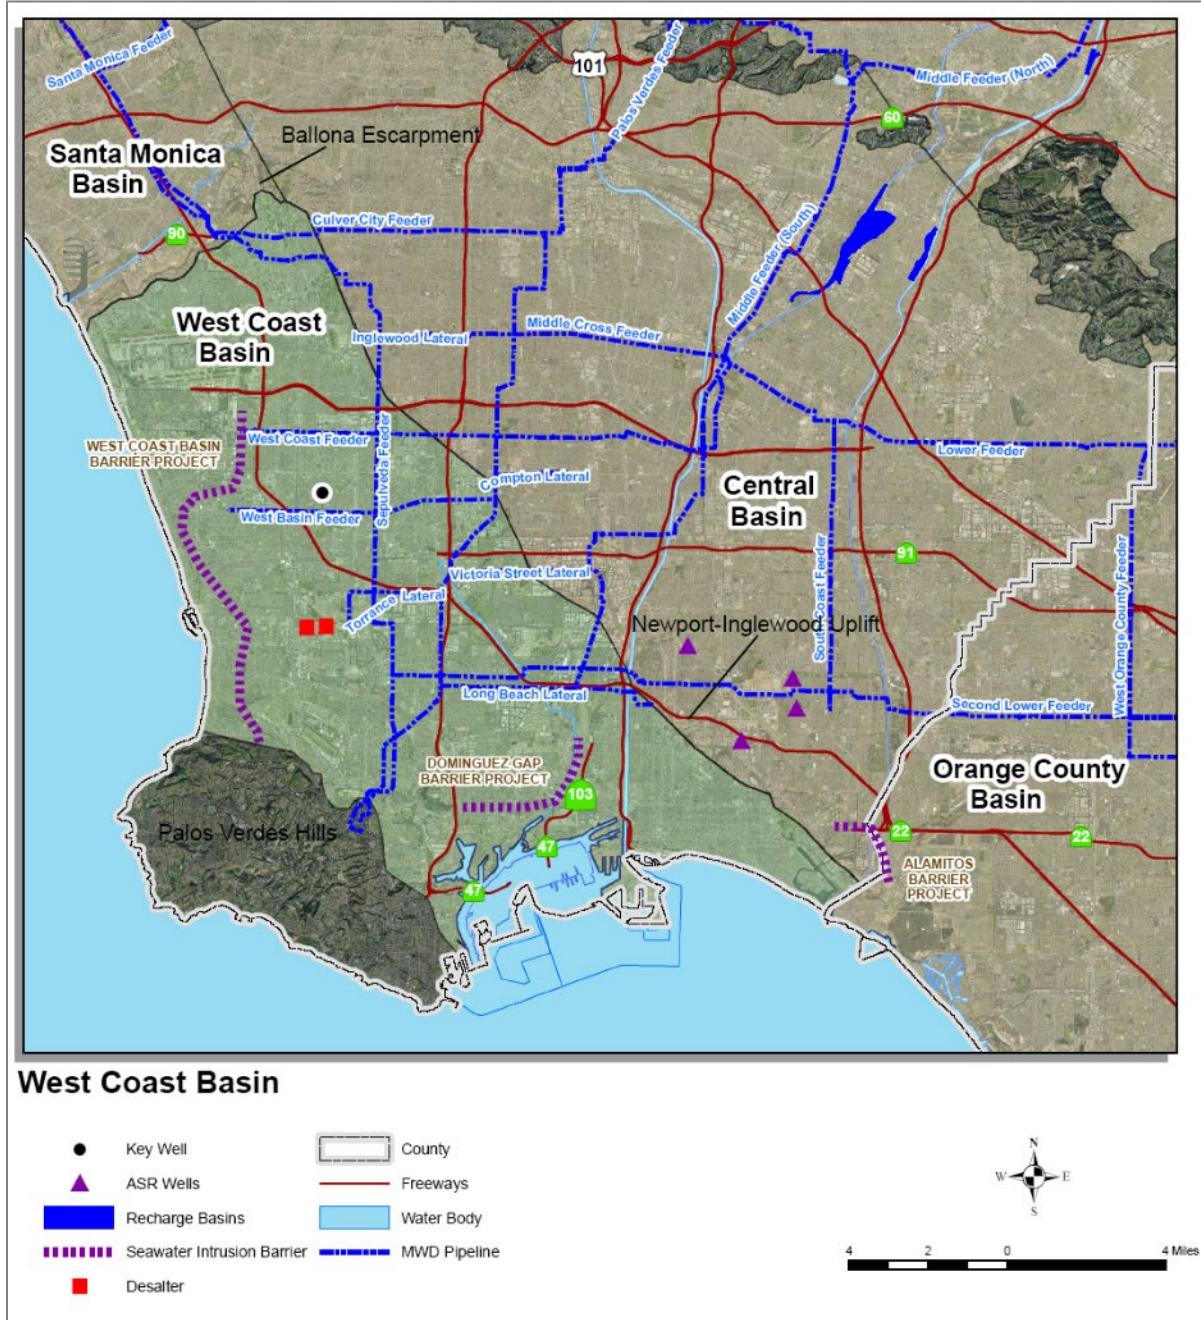 Santa Monica Feeder
101
Palos Verdes Feeder
Middle Feeder (North)
60
Ballona Escarpment
Santa Monica
Basin
Culver City Feeder
90
Middle Feeder (South)
West Coast
Basin
Inglewood Lateral
Middle Cross Feeder
WEST COAST BASIN
BARRIER PROJECT
West Coast Feeder
Sepulveda Feeder
Lower Feeder
Compton Lateral
Central
Basin
West Basin Feeder
91
Victoria Street Lateral
South Coast Feeder
West Orange County Feeder
Torrance Lateral
Newport-Inglewood Uplift
Long Beach Lateral
Second Lower Feeder
DOMINGUEZ GAP
BARRIER PROJECT
103
Orange County
Basin
Palos Verdes Hills
47
47
22
22
ALAMITOS
BARRIER
PROJECT
West Coast Basin
Key Well
County
ASR Wells
Freeways
Recharge Basins
Water Body
Seawater Intrusion Barrier
MWD Pipeline
Desalter
N
W
E
S
4 2 0 4 Miles